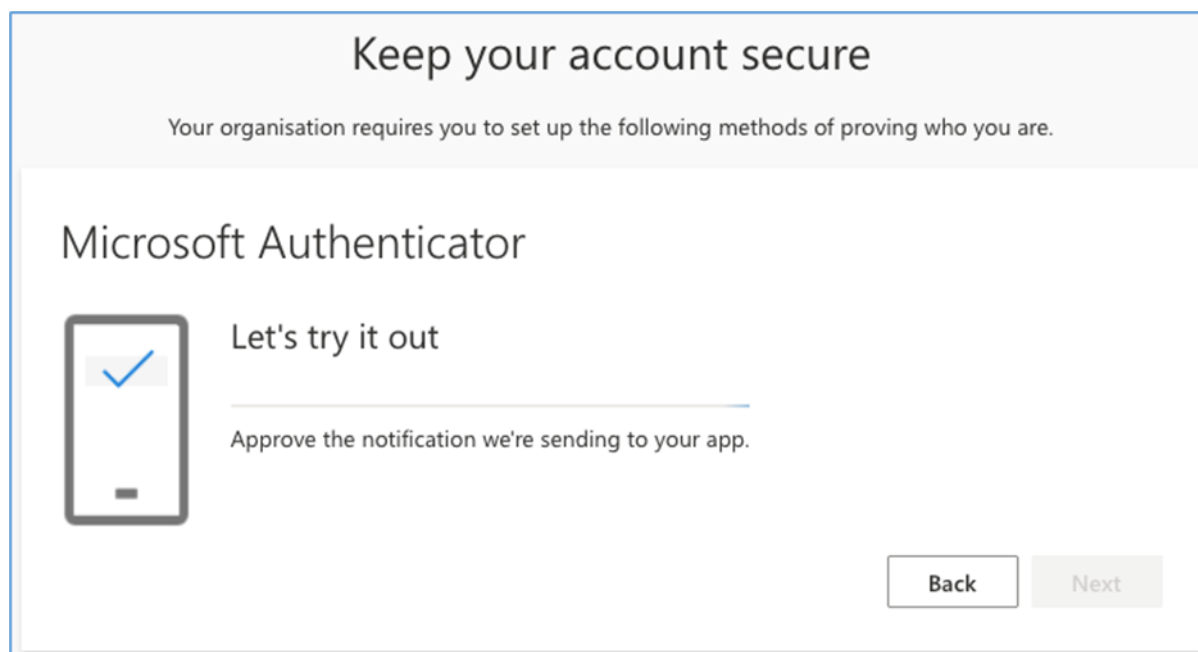 Keep your account secure
Your organisation requires you to set up the following methods of proving who you are.
Microsoft Authenticator
Let's try it out
Approve the notification we're sending to your app.
Back
Next